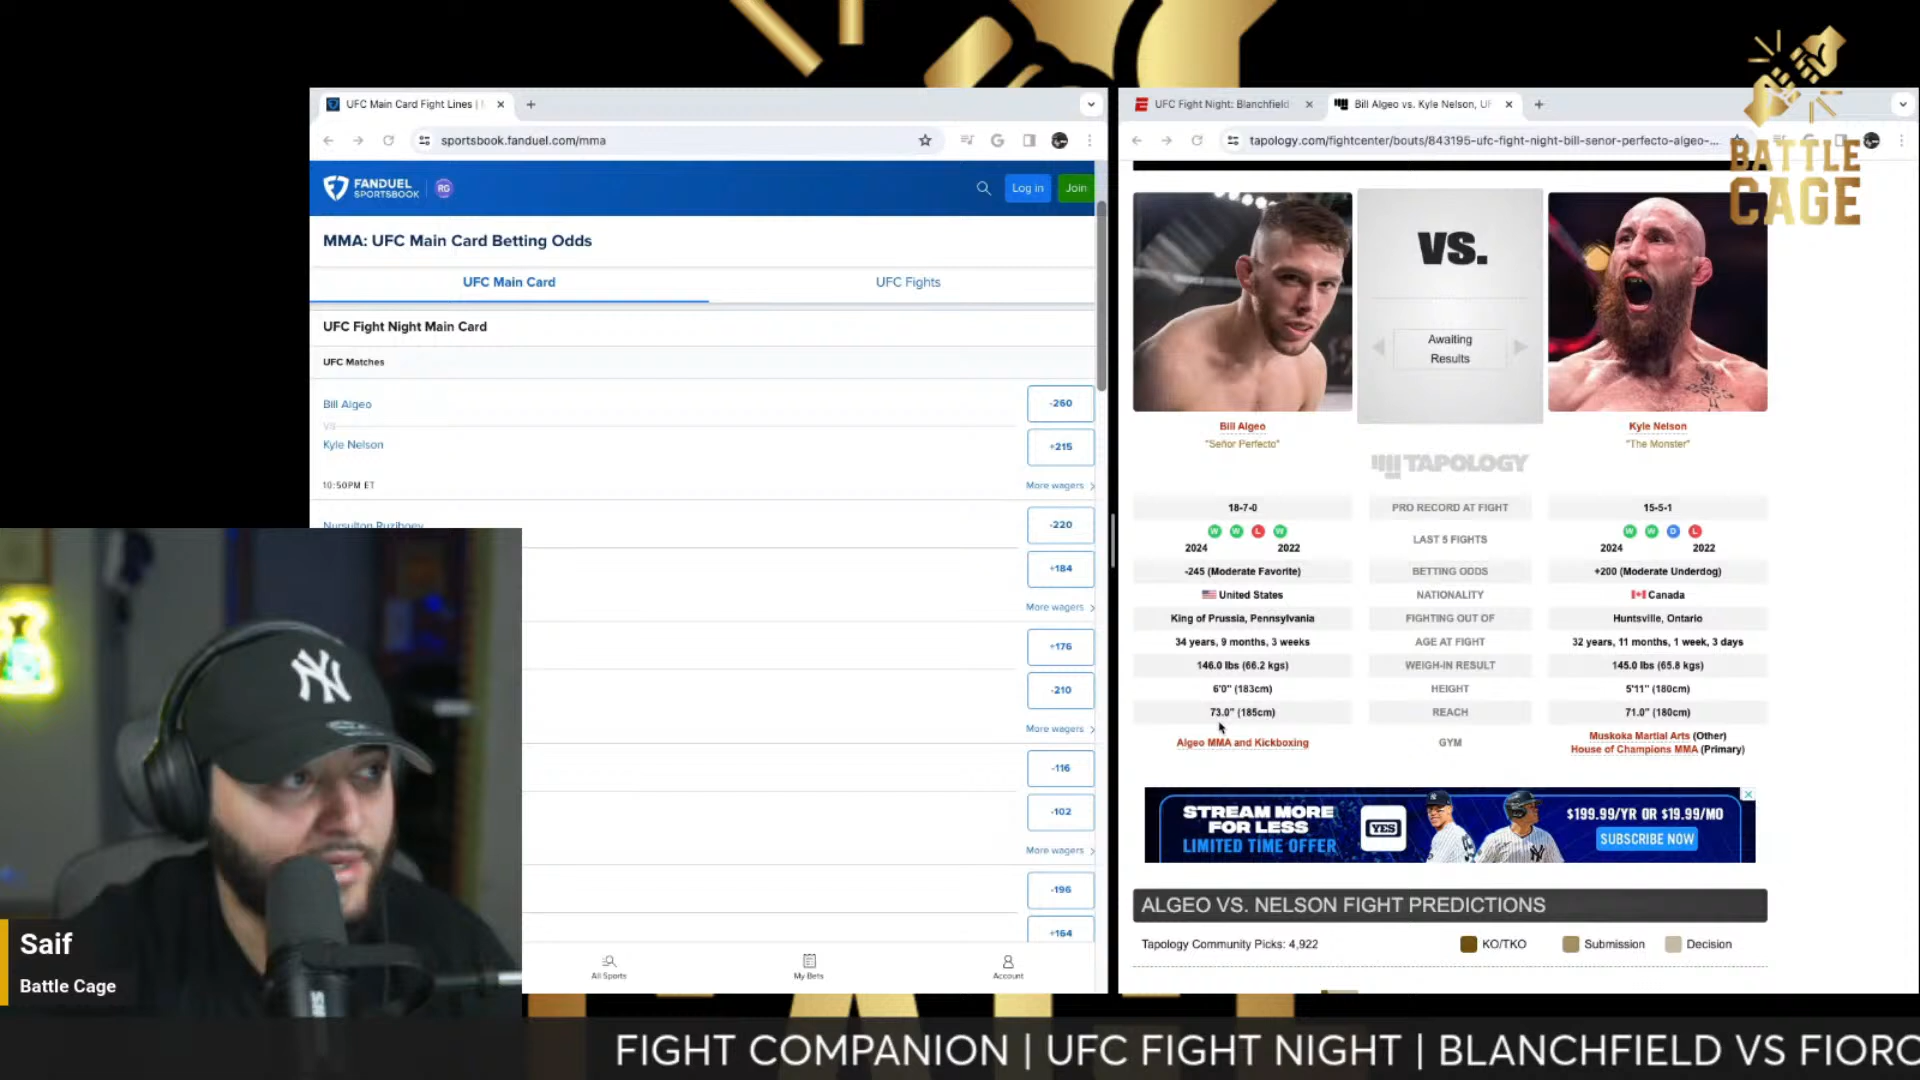 UFC Main Card Fight Lines |
sportsbook.fanduel.com/mma
FANDUEL
SPORTSBOOK
RG
Log in
Join
MMA: UFC Main Card Betting Odds
UFC Main Card
UFC Fights
UFC Fight Night Main Card
UFC Matches
Bill Algeo
-260
VS
Kyle Nelson
+215
10:50PM ET
More wagers
Nursulton Ruziboev
-220
+184
More wagers
+176
-210
More wagers
-116
-102
More wagers
-196
+164
All Sports
My Bets
Account
UFC Fight Night: Blanchfield
Bill Algeo vs. Kyle Nelson, UF
tapology.com/fightcenter/bouts/843195-ufc-fight-night-bill-senor-perfecto-algeo-...
BATTLE
CAGE
VS.
Awaiting
Results
Bill Algeo
"Señor Perfecto"
Kyle Nelson
"The Monster"
TAPOLOGY
18-7-0
PRO RECORD AT FIGHT
15-5-1
W W L W
LAST 5 FIGHTS
W W D L
2024
2022
2024
2022
-245 (Moderate Favorite)
BETTING ODDS
+200 (Moderate Underdog)
United States
NATIONALITY
Canada
King of Prussia, Pennsylvania
FIGHTING OUT OF
Huntsville, Ontario
34 years, 9 months, 3 weeks
AGE AT FIGHT
32 years, 11 months, 1 week, 3 days
146.0 lbs (66.2 kgs)
WEIGH-IN RESULT
145.0 lbs (65.8 kgs)
6'0" (183cm)
HEIGHT
5'11" (180cm)
73.0" (185cm)
REACH
71.0" (180cm)
Algeo MMA and Kickboxing
GYM
Muskoka Martial Arts (Other)
House of Champions MMA (Primary)
STREAM MORE
FOR LESS
LIMITED TIME OFFER
YES
$199.99/YR OR $19.99/MO
SUBSCRIBE NOW
ALGEO VS. NELSON FIGHT PREDICTIONS
Tapology Community Picks: 4,922
KO/TKO
Submission
Decision
NY
Saif
Battle Cage
FIGHT COMPANION | UFC FIGHT NIGHT | BLANCHFIELD VS FIORO